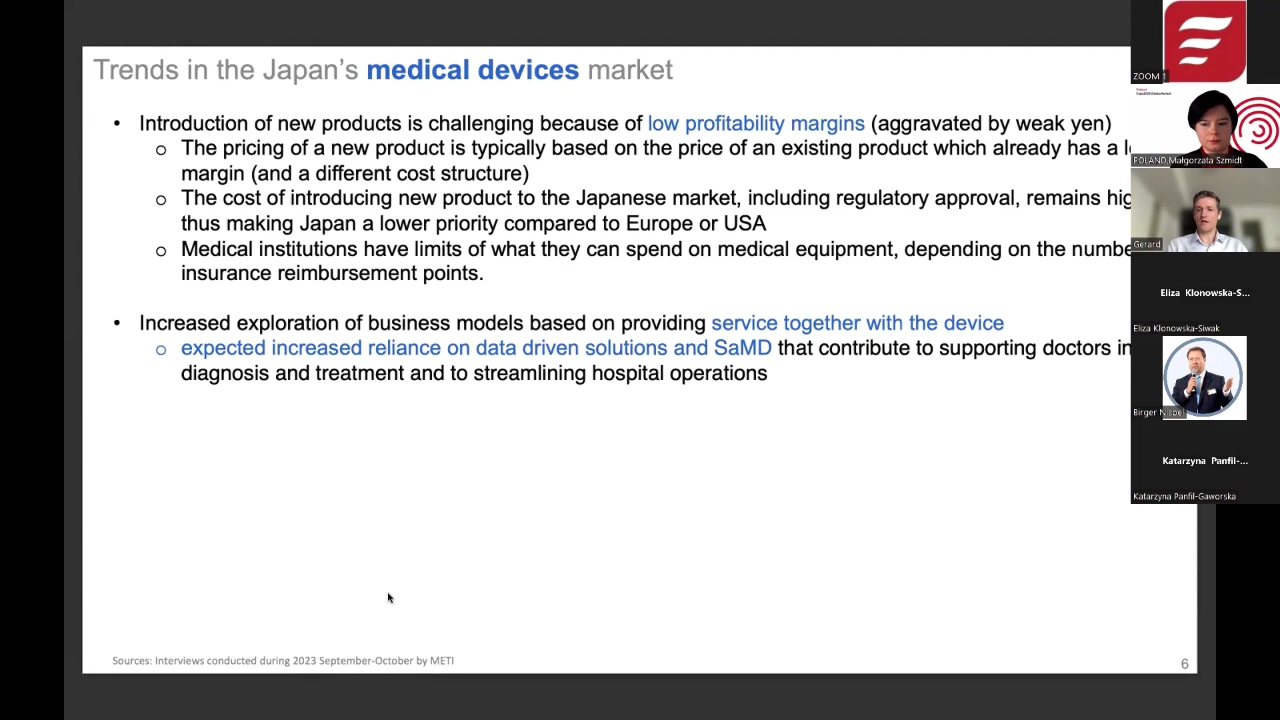 Trends in the Japan's medical devices market
• Introduction of new products is challenging because of low profitability margins (aggravated by weak yen)
o The pricing of a new product is typically based on the price of an existing product which already has a
margin (and a different cost structure)
o The cost of introducing new product to the Japanese market, including regulatory approval, remains
thus making Japan a lower priority compared to Europe or USA
o Medical institutions have limits of what they can spend on medical equipment, depending on the
insurance reimbursement points.
• Increased exploration of business models based on providing service together with the device
o expected increased reliance on data driven solutions and SaMD that contribute to supporting doctors in
diagnosis and treatment and to streamlining hospital operations
Sources: Interviews conducted during 2023 September-October by METI
6
ZOOM 1
POLAND Małgorzata Szmidt
Gerard
Eliza Klonowska-S...
Eliza Klonowska-Siwak
Birger
Katarzyna Panfil-...
Katarzyna Panfil-Gaworska